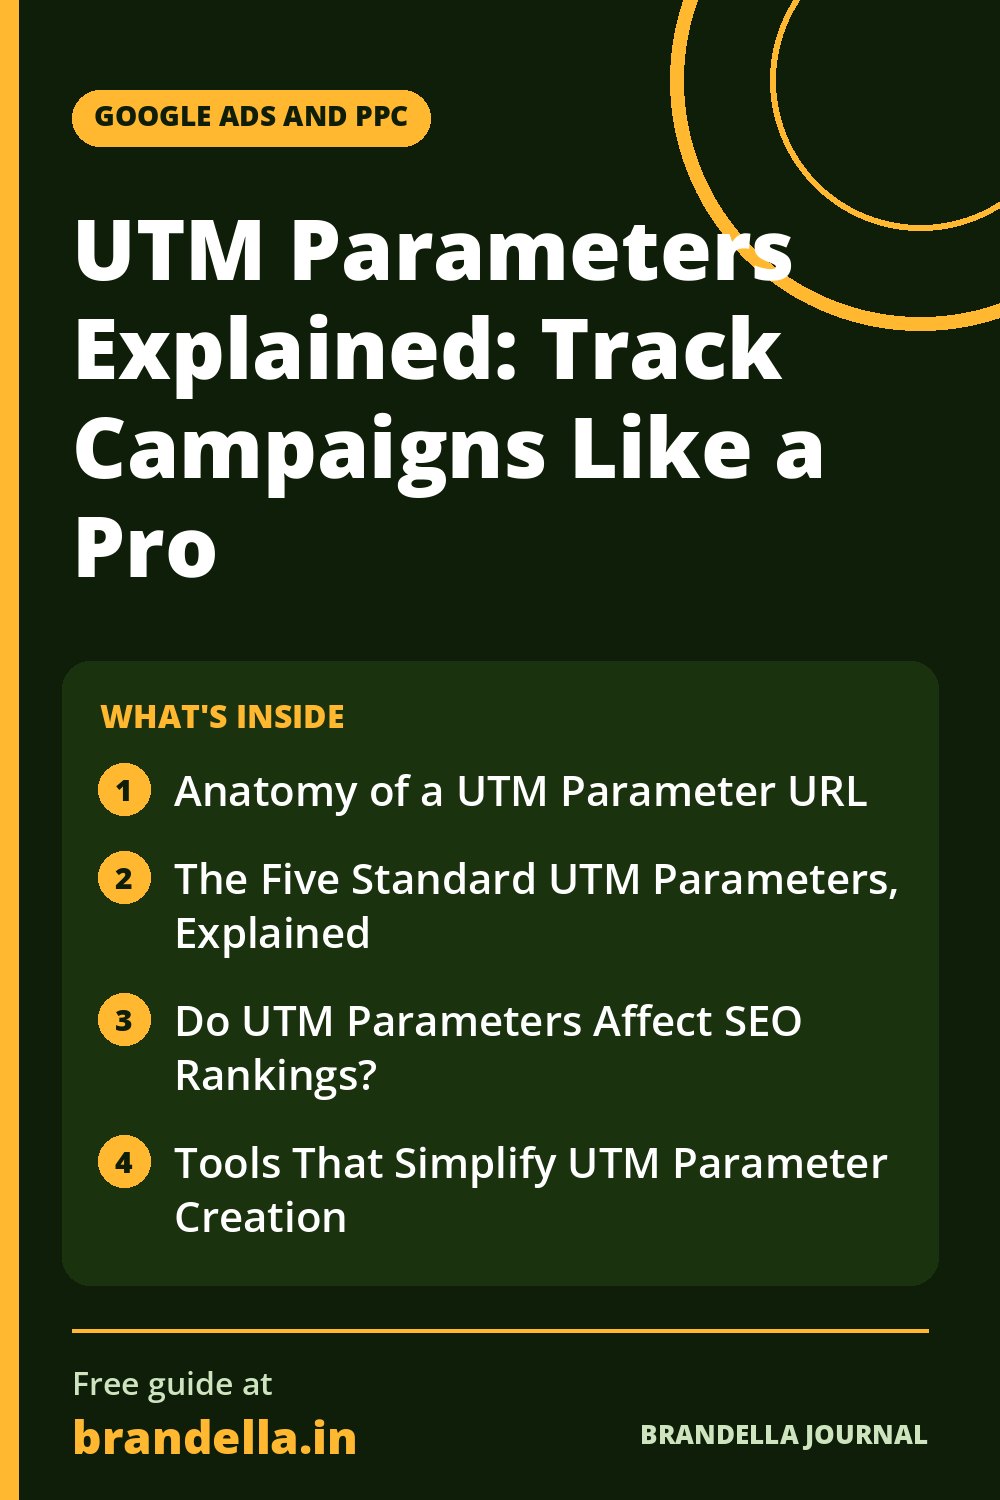 GOOGLE ADS AND PPC
UTM Parameters
Explained: Track
Campaigns Like a
Pro
WHAT'S INSIDE
1 Anatomy of a UTM Parameter URL
2 The Five Standard UTM Parameters,
Explained
3 Do UTM Parameters Affect SEO
Rankings?
4 Tools That Simplify UTM Parameter
Creation
Free guide at
brandella.in
BRANDELLA JOURNAL